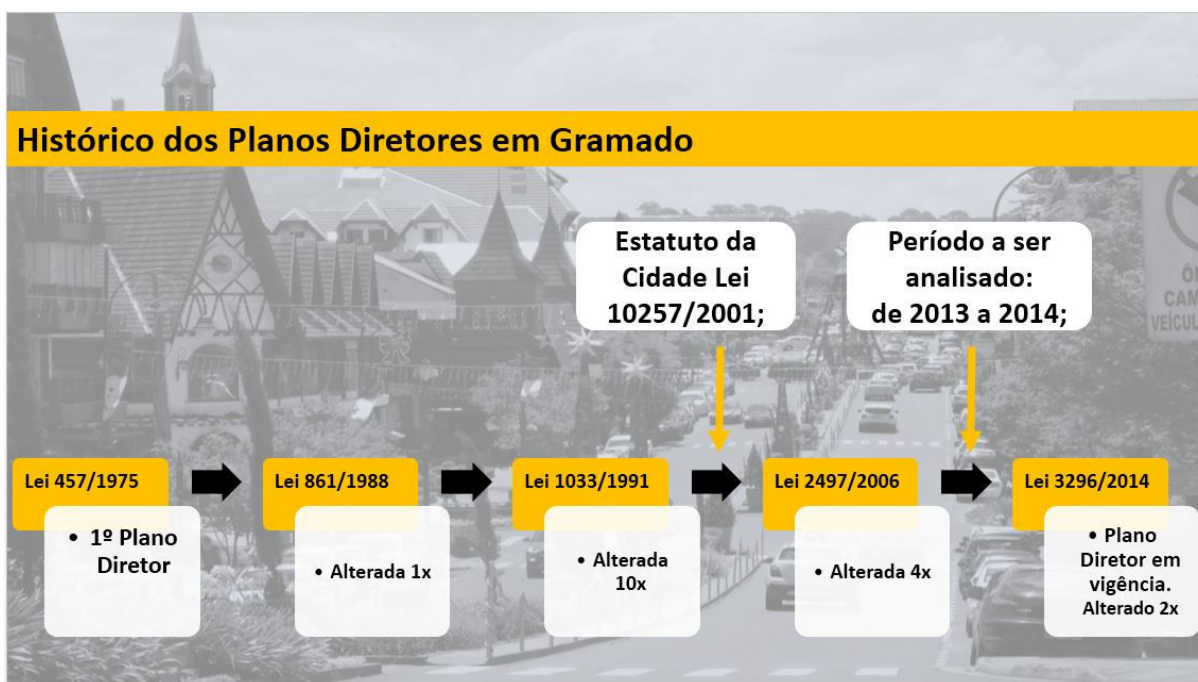 Histórico dos Planos Diretores em Gramado
Estatuto da
Cidade Lei
10257/2001;
Período a ser
analisado:
de 2013 a 2014;
Lei 457/1975
Lei 861/1988
Lei 1033/1991
Lei 2497/2006
Lei 3296/2014
• 1º Plano
Diretor
• Alterada 1x
• Alterada
10x
• Alterada 4x
• Plano
Diretor em
vigência.
Alterado 2x